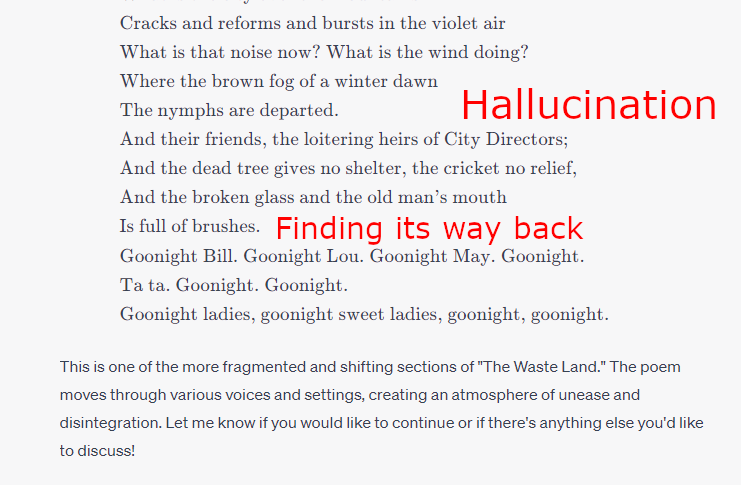 Cracks and reforms and bursts in the violet air
What is that noise now? What is the wind doing?
Where the brown fog of a winter dawn
Hallucination
The nymphs are departed.
And their friends, the loitering heirs of City Directors;
And the dead tree gives no shelter, the cricket no relief,
And the broken glass and the old man's mouth
Is full of brushes. Finding its way back
Goonight Bill. Goonight Lou. Goonight May. Goonight.
Ta ta. Goonight. Goonight.
Goonight ladies, goonight sweet ladies, goonight, goonight.
This is one of the more fragmented and shifting sections of "The Waste Land." The poem
moves through various voices and settings, creating an atmosphere of unease and
disintegration. Let me know if you would like to continue or if there's anything else you'd like
to discuss!